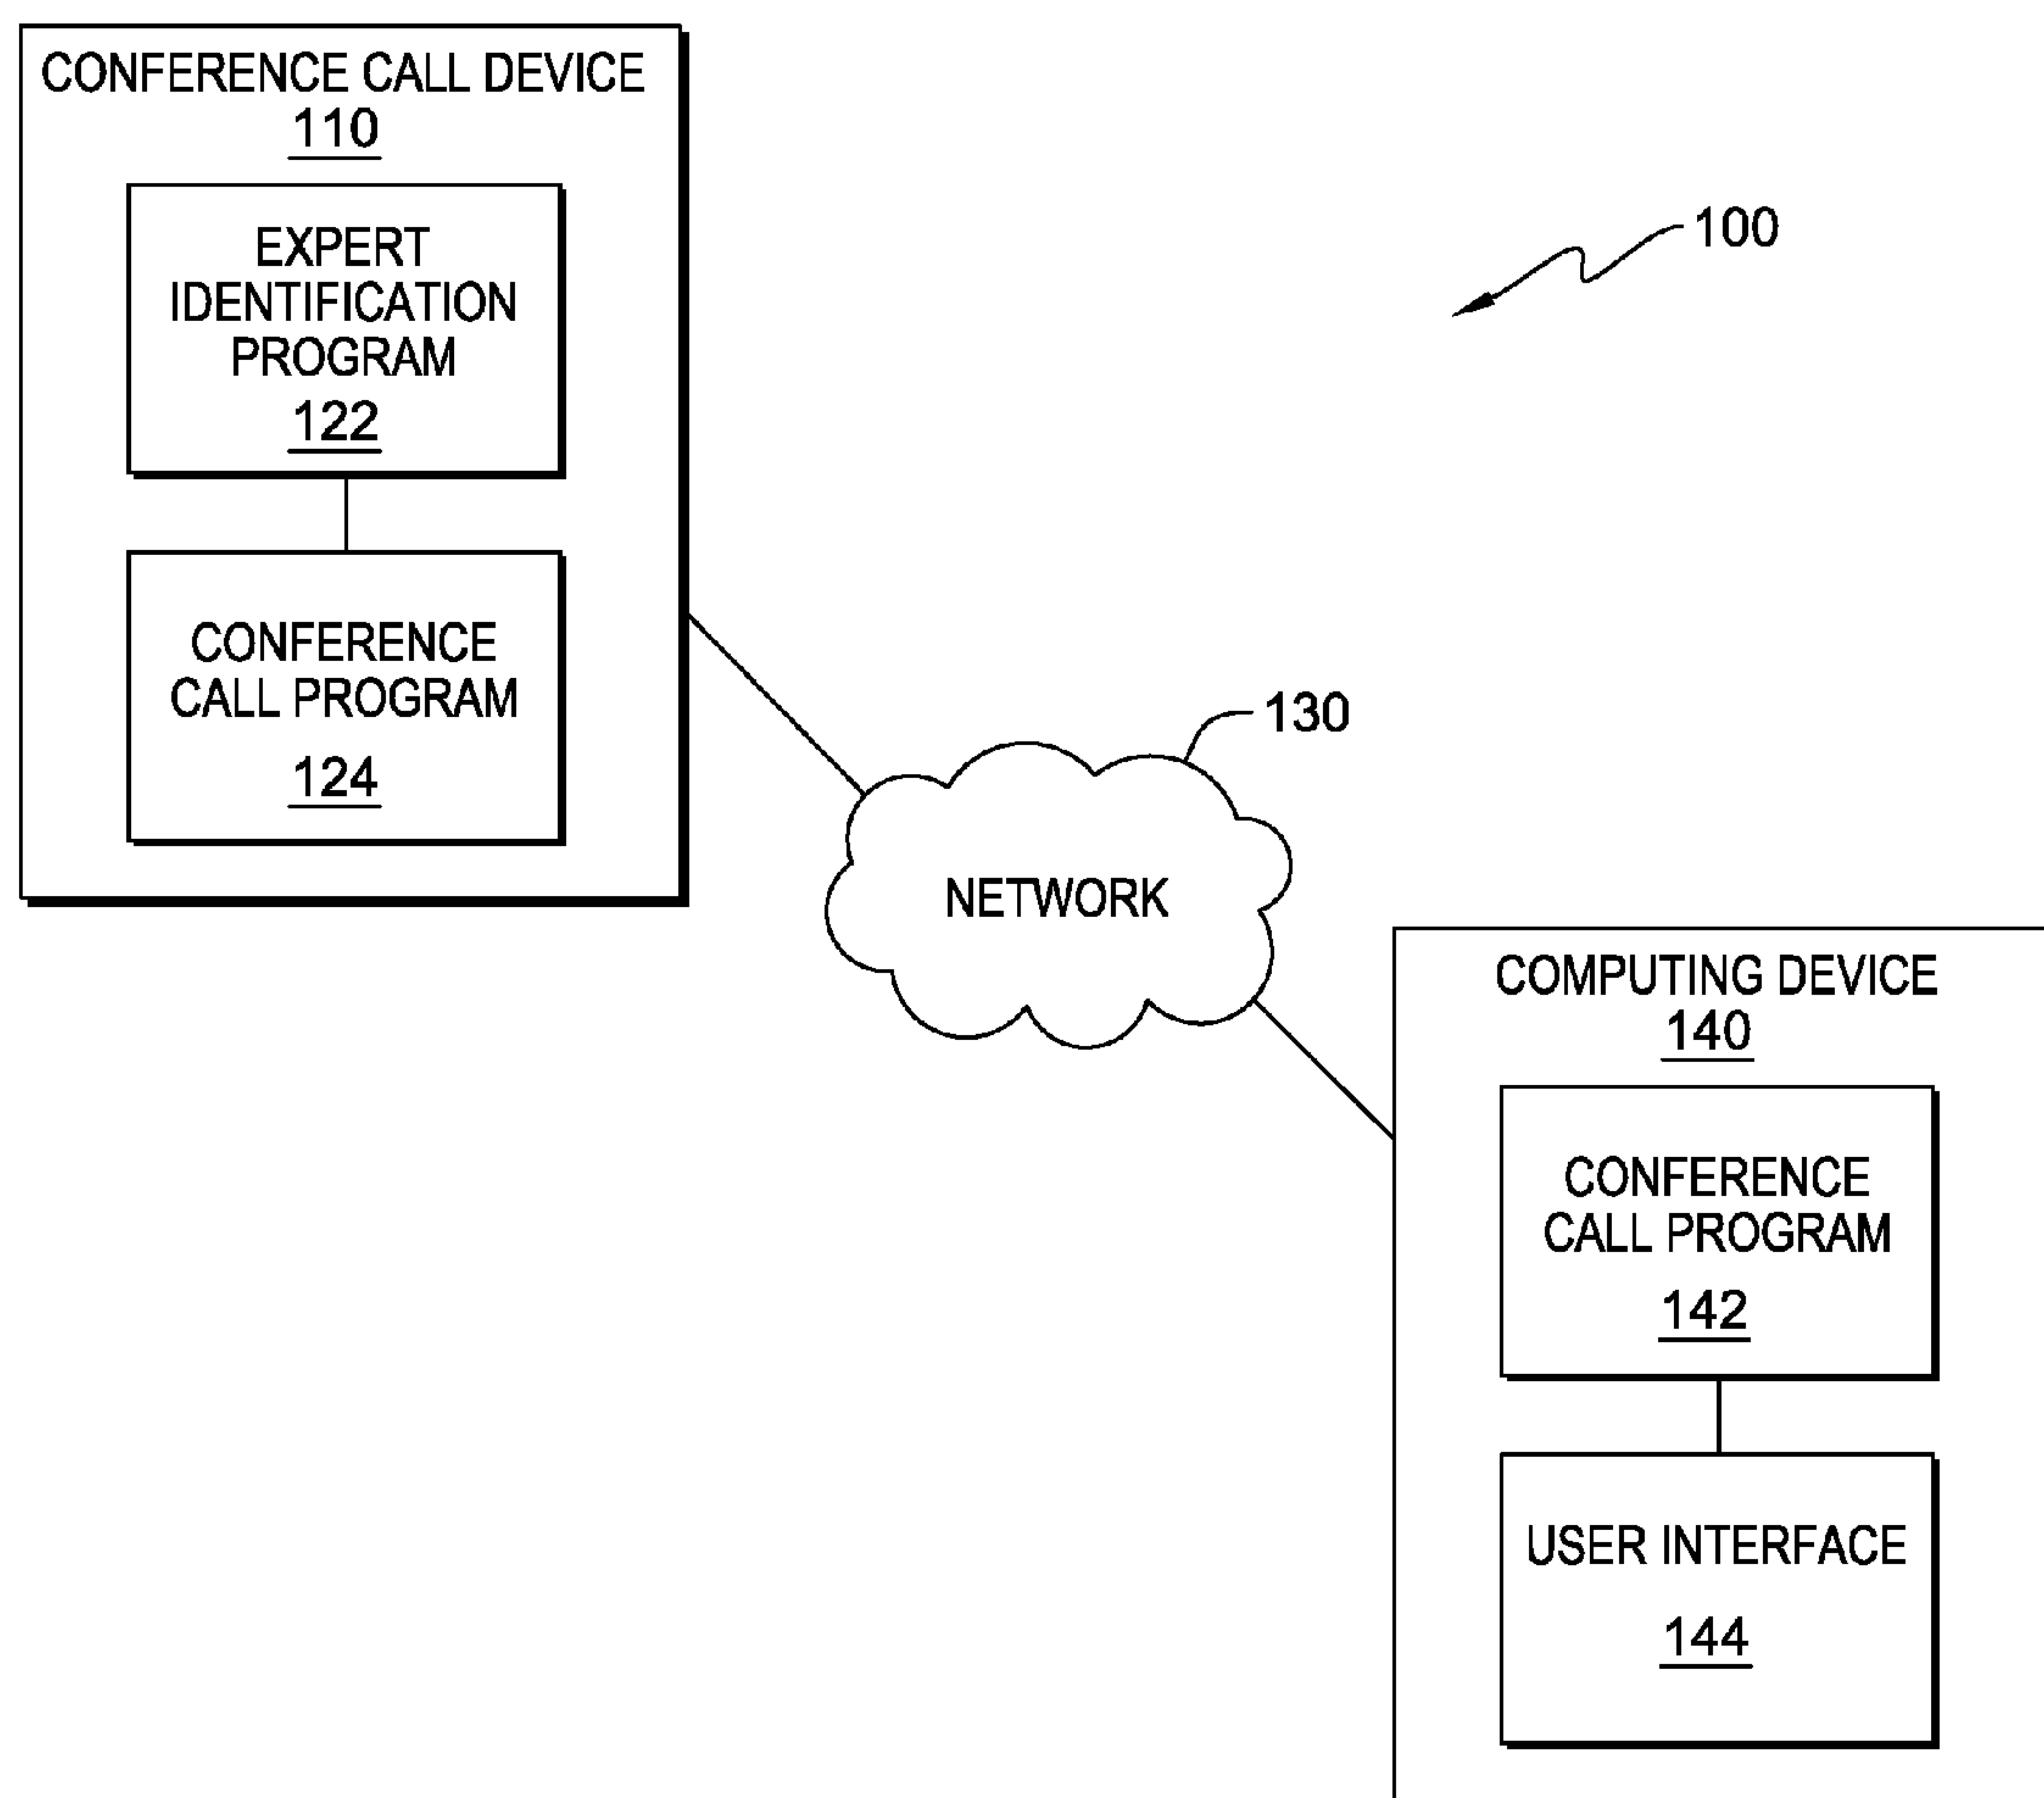 CONFERENCE CALL DEVICE
110
EXPERT
IDENTIFICATION
PROGRAM
122
CONFERENCE
CALL PROGRAM
124
100
130
NETWORK
COMPUTING DEVICE
140
CONFERENCE
CALL PROGRAM
142
USER INTERFACE
144